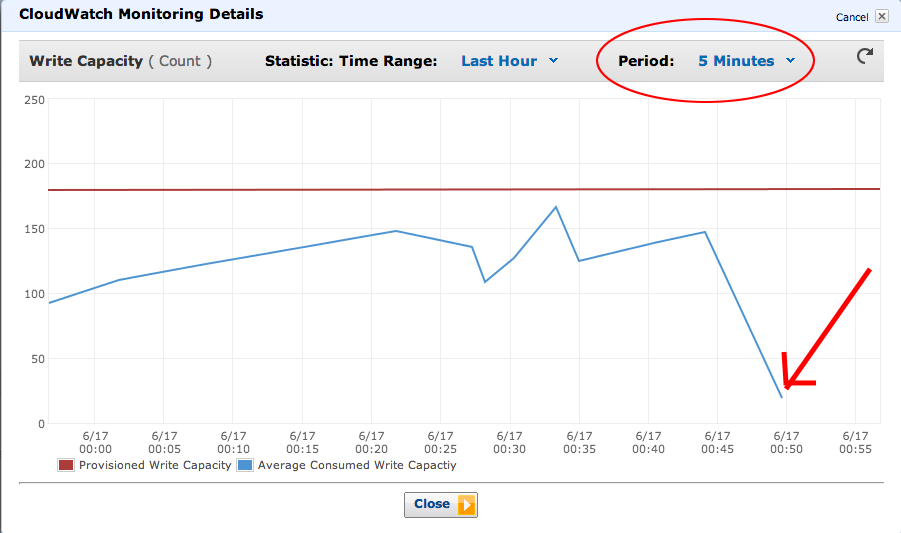 CloudWatch Monitoring Details
Cancel
Write Capacity ( Count )
Statistic: Time Range: Last Hour
Period: 5 Minutes
250
200
150
100
50
0
6/17 6/17 6/17 6/17 6/17 6/17 6/17 6/17 6/17 6/17 6/17 6/17
00:00 00:05 00:10 00:15 00:20 00:25 00:30 00:35 00:40 00:45 00:50 00:55
Provisioned Write Capacity Average Consumed Write Capactiy
Close